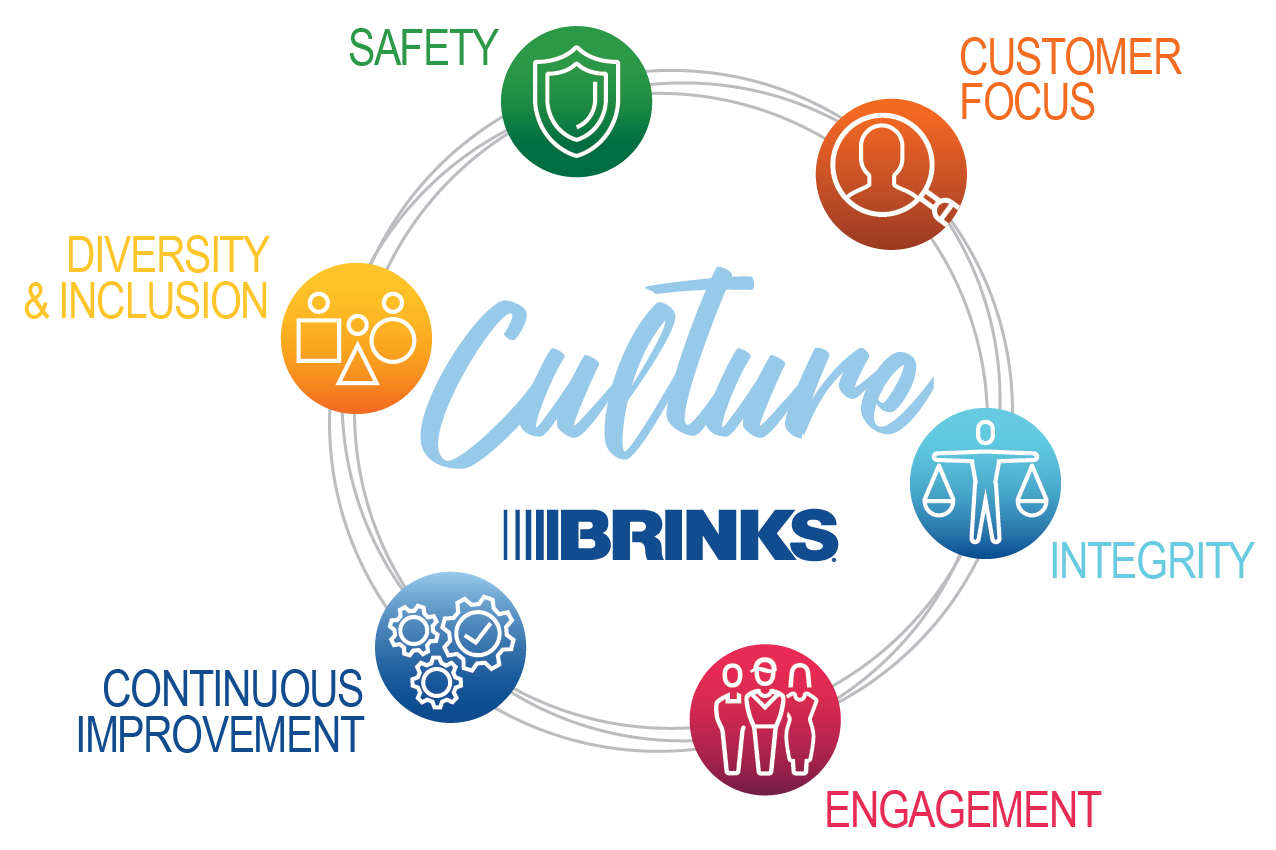 SAFETY
CUSTOMER
FOCUS
DIVERSITY
& INCLUSION
Culture
BRINKS.
INTEGRITY
CONTINUOUS
IMPROVEMENT
ENGAGEMENT